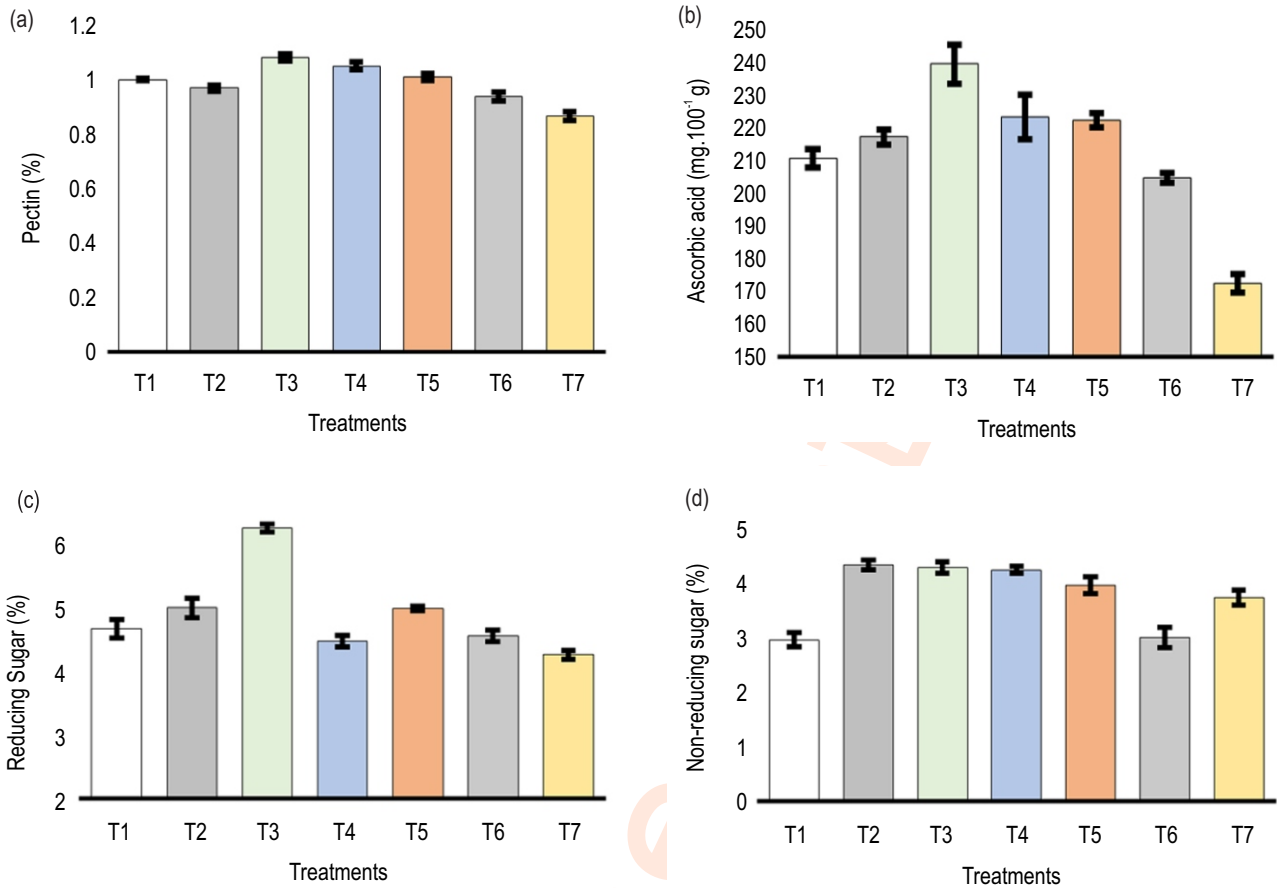 (a)
1.2
1
0.8
0.6
0.4
0.2
0
Pectin (%)
T1 T2 T3 T4 T5 T6 T7
Treatments
(b)
250
240
230
220
210
200
190
180
170
160
150
Ascorbic acid (mg.100⁻¹ g)
T1 T2 T3 T4 T5 T6 T7
Treatments
(c)
6
5
4
3
2
Reducing Sugar (%)
T1 T2 T3 T4 T5 T6 T7
Treatments
(d)
5
4
3
2
1
0
Non-reducing sugar (%)
T1 T2 T3 T4 T5 T6 T7
Treatments